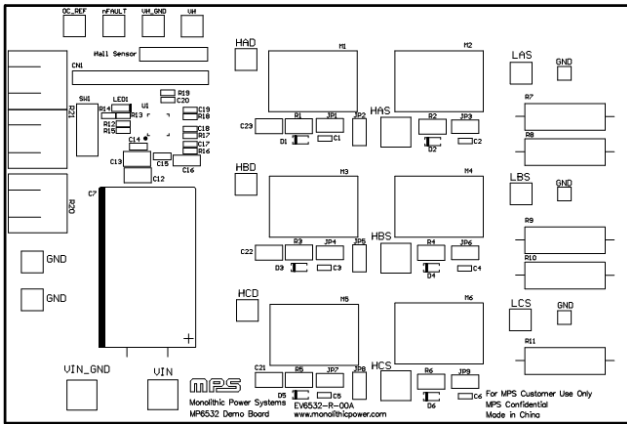 OC_REF nFAULT VM_GND VM
Hall Sensor
CN1
HAD
M1
M2
LAS
GND
R21
SW1
LED1
U1
R14
R13
R12
R15
R19
C20
C19
R18
C18
R17
C17
R16
C14
C13
C15
C16
C12
C23
R1
JP1
JP2
D1
C1
HAS
R2
JP3
D2
C2
R7
R8
R20
C7
HBD
M3
M4
LBS
GND
GND
GND
C22
R3
JP4
JP5
D3
C3
HBS
R4
JP6
D4
C4
R9
R10
HCD
M5
M6
LCS
GND
+
VIN_GND
VIN
C21
R5
JP7
JP8
D5
C5
HCS
R6
JP9
D6
C6
R11
MPS
Monolithic Power Systems EV6532-R-00A
MP6532 Demo Board www.monolithicpower.com
For MPS Customer Use Only
MPS Confidential
Made in China